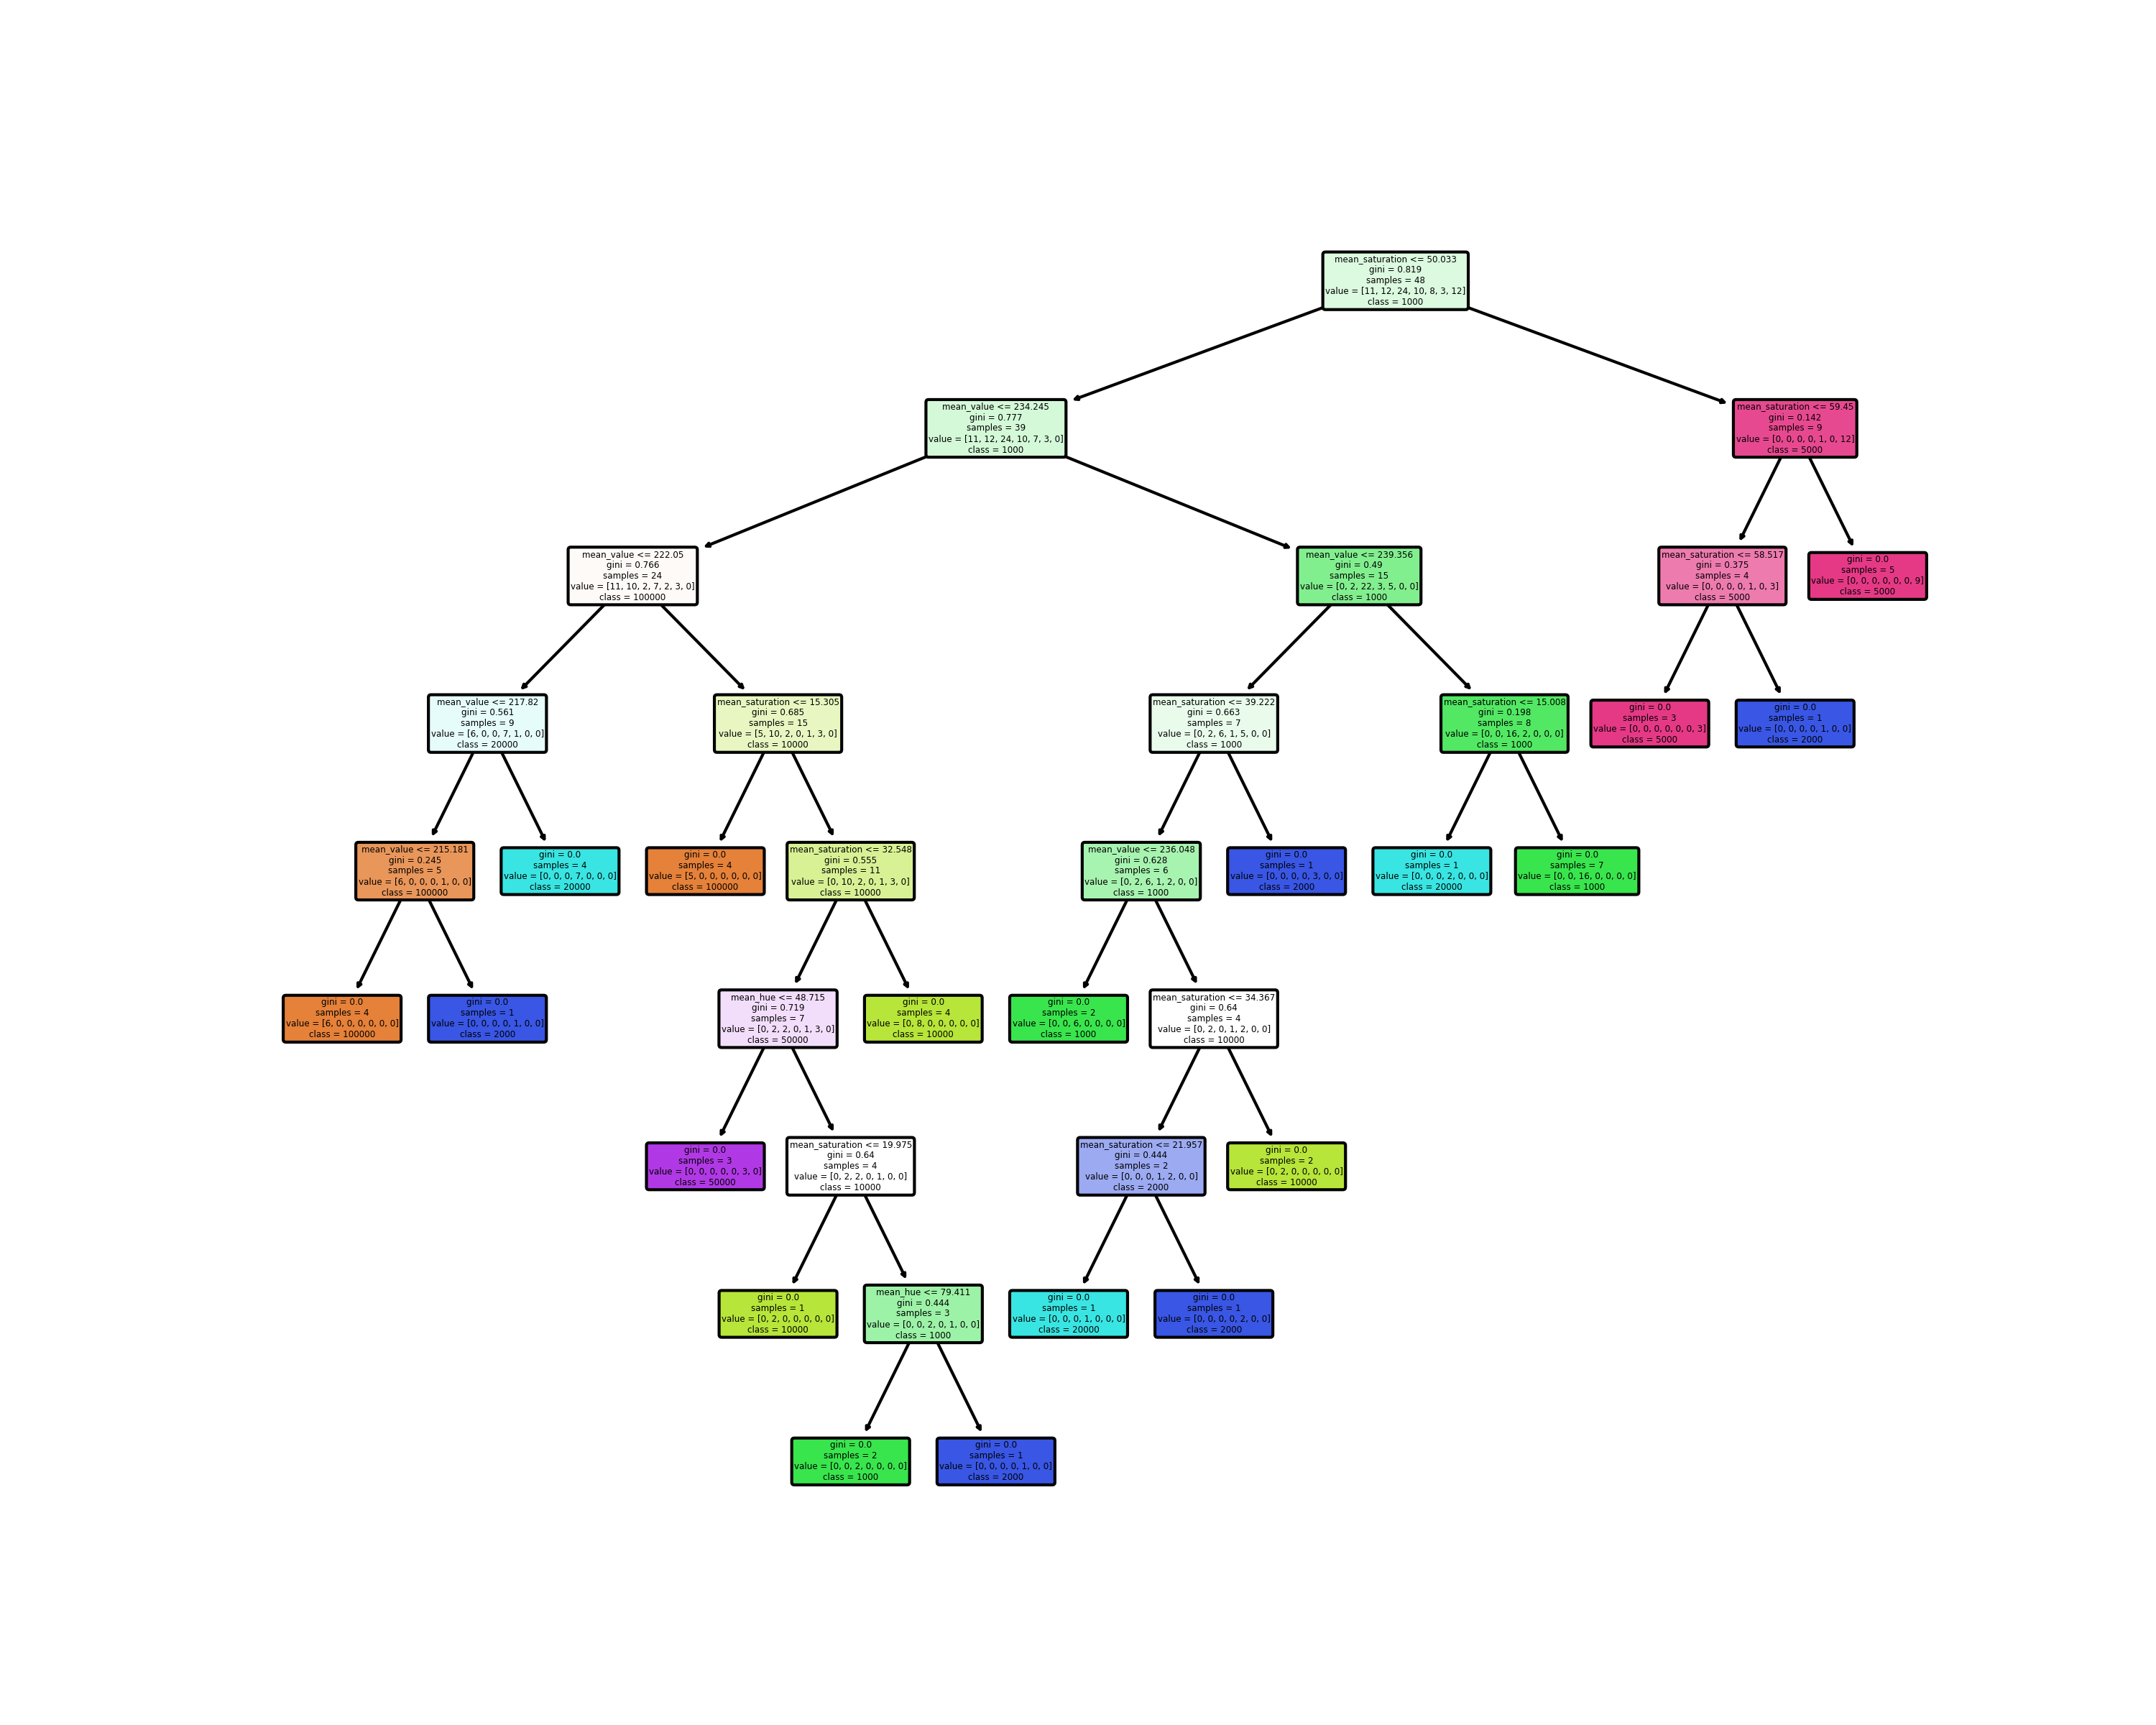 mean_saturation <= 50.033
gini = 0.819
samples = 48
value = [11, 12, 24, 10, 8, 3, 12]
class = 1000
mean_value <= 234.245
gini = 0.777
samples = 39
value = [11, 12, 24, 10, 7, 3, 0]
class = 1000
mean_saturation <= 59.45
gini = 0.142
samples = 9
value = [0, 0, 0, 0, 1, 0, 12]
class = 5000
mean_value <= 222.05
gini = 0.766
samples = 24
value = [11, 10, 2, 7, 2, 3, 0]
class = 100000
mean_value <= 239.356
gini = 0.49
samples = 15
value = [0, 2, 22, 3, 5, 0, 0]
class = 1000
mean_saturation <= 58.517
gini = 0.375
samples = 4
value = [0, 0, 0, 0, 1, 0, 3]
class = 5000
gini = 0.0
samples = 5
value = [0, 0, 0, 0, 0, 0, 9]
class = 5000
mean_value <= 217.82
gini = 0.561
samples = 9
value = [6, 0, 0, 7, 1, 0, 0]
class = 20000
mean_saturation <= 15.305
gini = 0.685
samples = 15
value = [5, 10, 2, 0, 1, 3, 0]
class = 10000
mean_saturation <= 39.222
gini = 0.663
samples = 7
value = [0, 2, 6, 1, 5, 0, 0]
class = 1000
mean_saturation <= 15.008
gini = 0.198
samples = 8
value = [0, 0, 16, 2, 0, 0, 0]
class = 1000
gini = 0.0
samples = 3
value = [0, 0, 0, 0, 0, 0, 3]
class = 5000
gini = 0.0
samples = 1
value = [0, 0, 0, 0, 1, 0, 0]
class = 2000
mean_value <= 215.181
gini = 0.245
samples = 5
value = [6, 0, 0, 0, 1, 0, 0]
class = 100000
gini = 0.0
samples = 4
value = [0, 0, 0, 7, 0, 0, 0]
class = 20000
gini = 0.0
samples = 4
value = [5, 0, 0, 0, 0, 0, 0]
class = 100000
mean_saturation <= 32.548
gini = 0.555
samples = 11
value = [0, 10, 2, 0, 1, 3, 0]
class = 10000
mean_value <= 236.048
gini = 0.628
samples = 6
value = [0, 2, 6, 1, 2, 0, 0]
class = 1000
gini = 0.0
samples = 1
value = [0, 0, 0, 0, 3, 0, 0]
class = 2000
gini = 0.0
samples = 1
value = [0, 0, 0, 2, 0, 0, 0]
class = 20000
gini = 0.0
samples = 7
value = [0, 0, 16, 0, 0, 0, 0]
class = 1000
gini = 0.0
samples = 4
value = [6, 0, 0, 0, 0, 0, 0]
class = 100000
gini = 0.0
samples = 1
value = [0, 0, 0, 0, 1, 0, 0]
class = 2000
mean_hue <= 48.715
gini = 0.719
samples = 7
value = [0, 2, 2, 0, 1, 3, 0]
class = 50000
gini = 0.0
samples = 4
value = [0, 8, 0, 0, 0, 0, 0]
class = 10000
gini = 0.0
samples = 2
value = [0, 0, 6, 0, 0, 0, 0]
class = 1000
mean_saturation <= 34.367
gini = 0.64
samples = 4
value = [0, 2, 0, 1, 2, 0, 0]
class = 10000
gini = 0.0
samples = 3
value = [0, 0, 0, 0, 0, 3, 0]
class = 50000
mean_saturation <= 19.975
gini = 0.64
samples = 4
value = [0, 2, 2, 0, 1, 0, 0]
class = 10000
mean_saturation <= 21.957
gini = 0.444
samples = 2
value = [0, 0, 0, 1, 2, 0, 0]
class = 2000
gini = 0.0
samples = 2
value = [0, 2, 0, 0, 0, 0, 0]
class = 10000
gini = 0.0
samples = 1
value = [0, 2, 0, 0, 0, 0, 0]
class = 10000
mean_hue <= 79.411
gini = 0.444
samples = 3
value = [0, 0, 2, 0, 1, 0, 0]
class = 1000
gini = 0.0
samples = 1
value = [0, 0, 0, 1, 0, 0, 0]
class = 20000
gini = 0.0
samples = 1
value = [0, 0, 0, 0, 2, 0, 0]
class = 2000
gini = 0.0
samples = 2
value = [0, 0, 2, 0, 0, 0, 0]
class = 1000
gini = 0.0
samples = 1
value = [0, 0, 0, 0, 1, 0, 0]
class = 2000